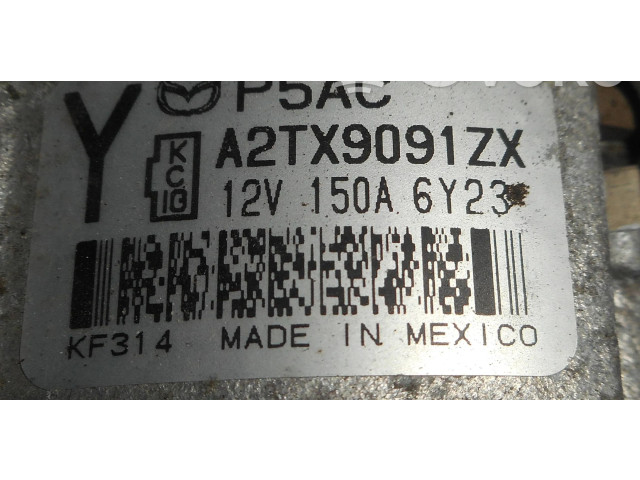 Y P5AC
KC 10 A2TX9091ZX
12V 150A 6Y23
KF314 MADE IN MEXICO